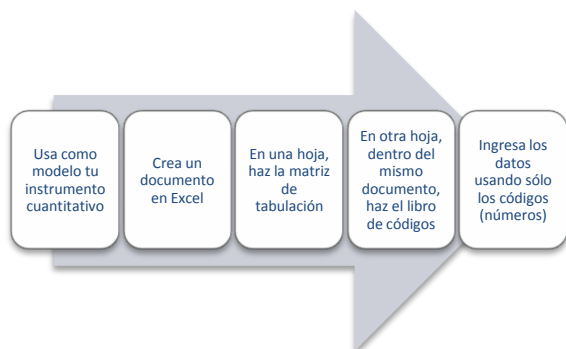 Usa como
modelo tu
instrumento
cuantitativo
Crea un
documento
en Excel
En una hoja,
haz la matriz
de
tabulación
En otra hoja,
dentro del
mismo
documento,
haz el libro
de códigos
Ingresa los
datos
usando sólo
los códigos
(números)